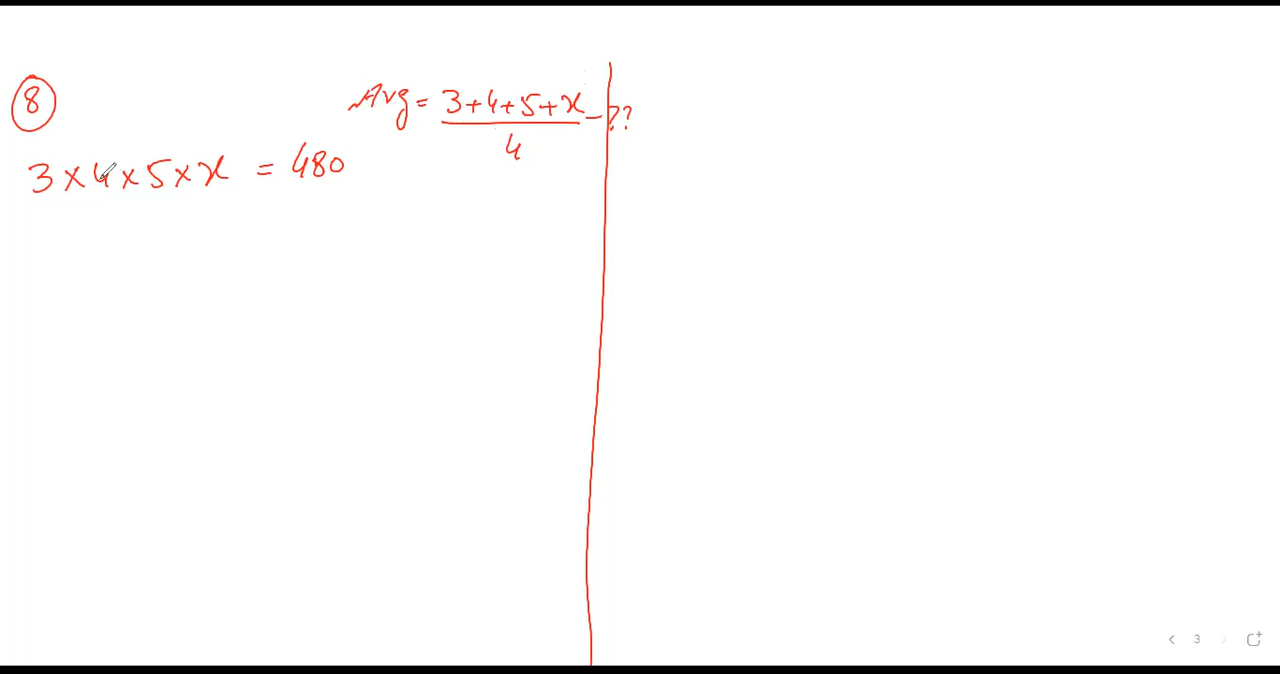 8
Avg = 3+4+5+x / 4 = ??
3 × 4 × 5 × x = 480
< 3 >